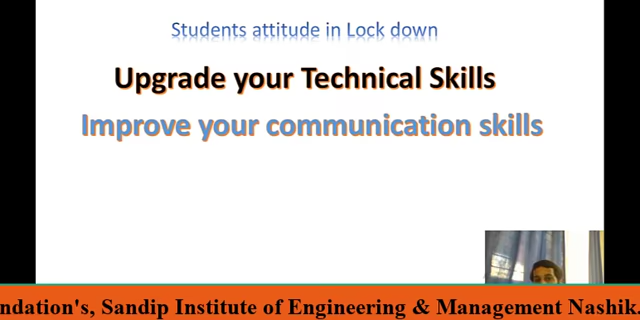 Students attitude in Lock down
Upgrade your Technical Skills
Improve your communication skills
ndation's, Sandip Institute of Engineering & Management Nashik.